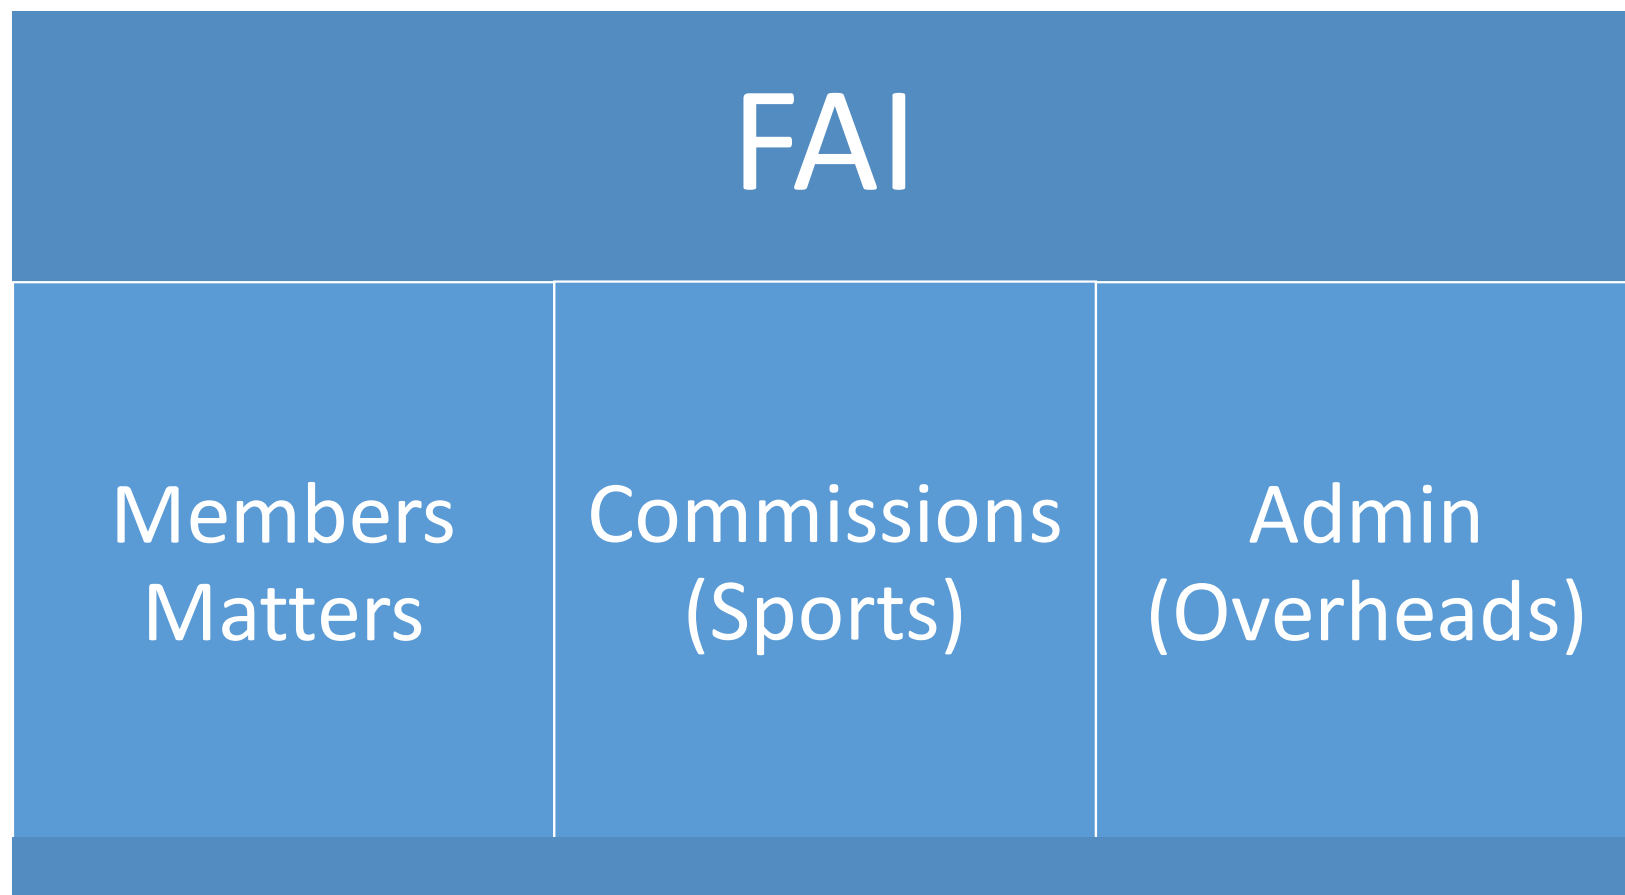 FAI
Members
Matters
Commissions
(Sports)
Admin
(Overheads)